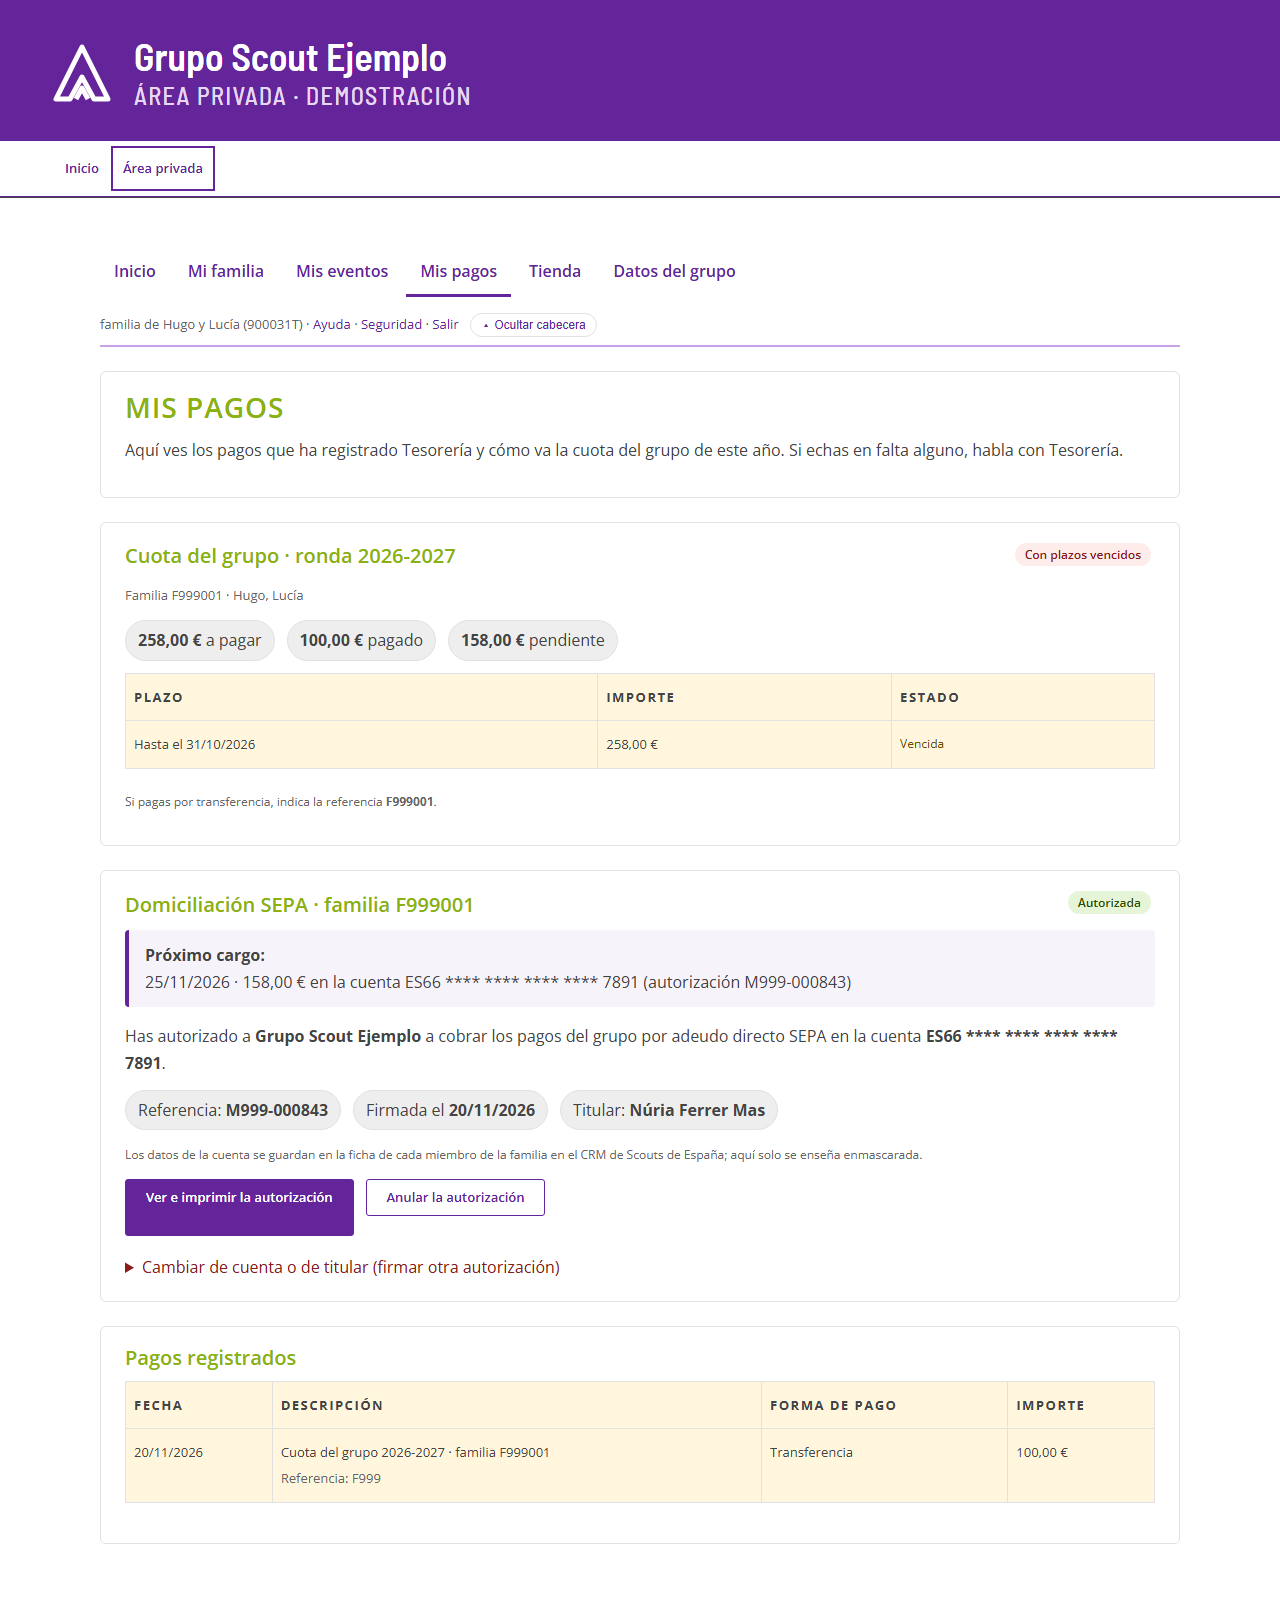 Grupo Scout Ejemplo
ÁREA PRIVADA · DEMOSTRACIÓN
Inicio Área privada
Inicio Mi familia Mis eventos Mis pagos Tienda Datos del grupo
familia de Hugo y Lucía (900031T) · Ayuda · Seguridad · Salir ▲ Ocultar cabecera
MIS PAGOS
Aquí ves los pagos que ha registrado Tesorería y cómo va la cuota del grupo de este año. Si echas en falta alguno, habla con Tesorería.
Cuota del grupo · ronda 2026-2027 Con plazos vencidos
Familia F999001 · Hugo, Lucía
258,00 € a pagar 100,00 € pagado 158,00 € pendiente
PLAZO IMPORTE ESTADO
Hasta el 31/10/2026 258,00 € Vencida
Si pagas por transferencia, indica la referencia F999001.
Domiciliación SEPA · familia F999001 Autorizada
Próximo cargo:
25/11/2026 · 158,00 € en la cuenta ES66 **** **** **** **** 7891 (autorización M999-000843)
Has autorizado a Grupo Scout Ejemplo a cobrar los pagos del grupo por adeudo directo SEPA en la cuenta ES66 **** **** **** ****
7891.
Referencia: M999-000843 Firmada el 20/11/2026 Titular: Núria Ferrer Mas
Los datos de la cuenta se guardan en la ficha de cada miembro de la familia en el CRM de Scouts de España; aquí solo se enseña enmascarada.
Ver e imprimir la autorización Anular la autorización
▶ Cambiar de cuenta o de titular (firmar otra autorización)
Pagos registrados
FECHA DESCRIPCIÓN FORMA DE PAGO IMPORTE
20/11/2026 Cuota del grupo 2026-2027 · familia F999001 Transferencia 100,00 €
Referencia: F999